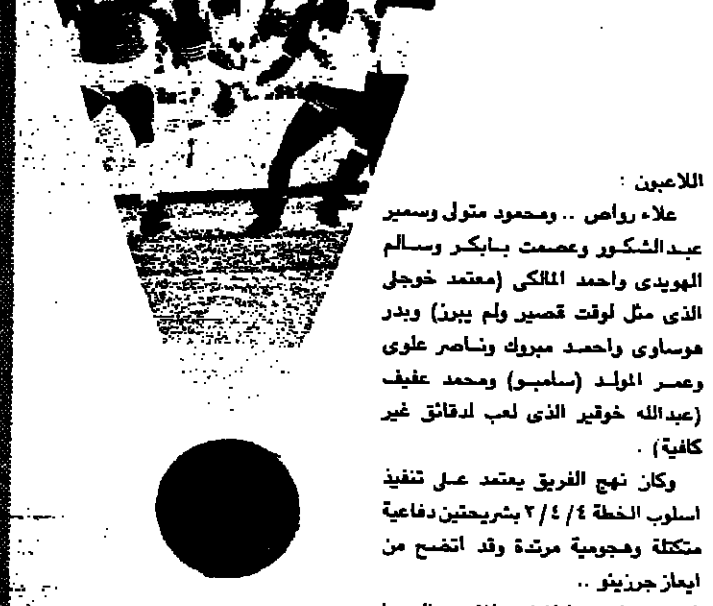 اللاعبون :
علاء رواص .. ومحمود متولى وسمير
عبد الشكور وعصمت بابكر وسالم
الهويدى واحمد المالكى (معتمد خوجلى
الذى مثل لوقت قصير ولم يبرز) وبدر
هوساوى واحمد مبروك وناصر علوى
وعمر المولد (سامبو) ومحمد عفيف
(عبدالله خوقير الذى لعب لدقائق غير
كافية) .
وكان نهج الفريق يعتمد على تنفيذ
اسلوب الخطة ٢/٤/٤ بشريحتين دفاعية
متكتلة وهجومية مرتدة وقد اتضح من
ايعاز جرزينو ..